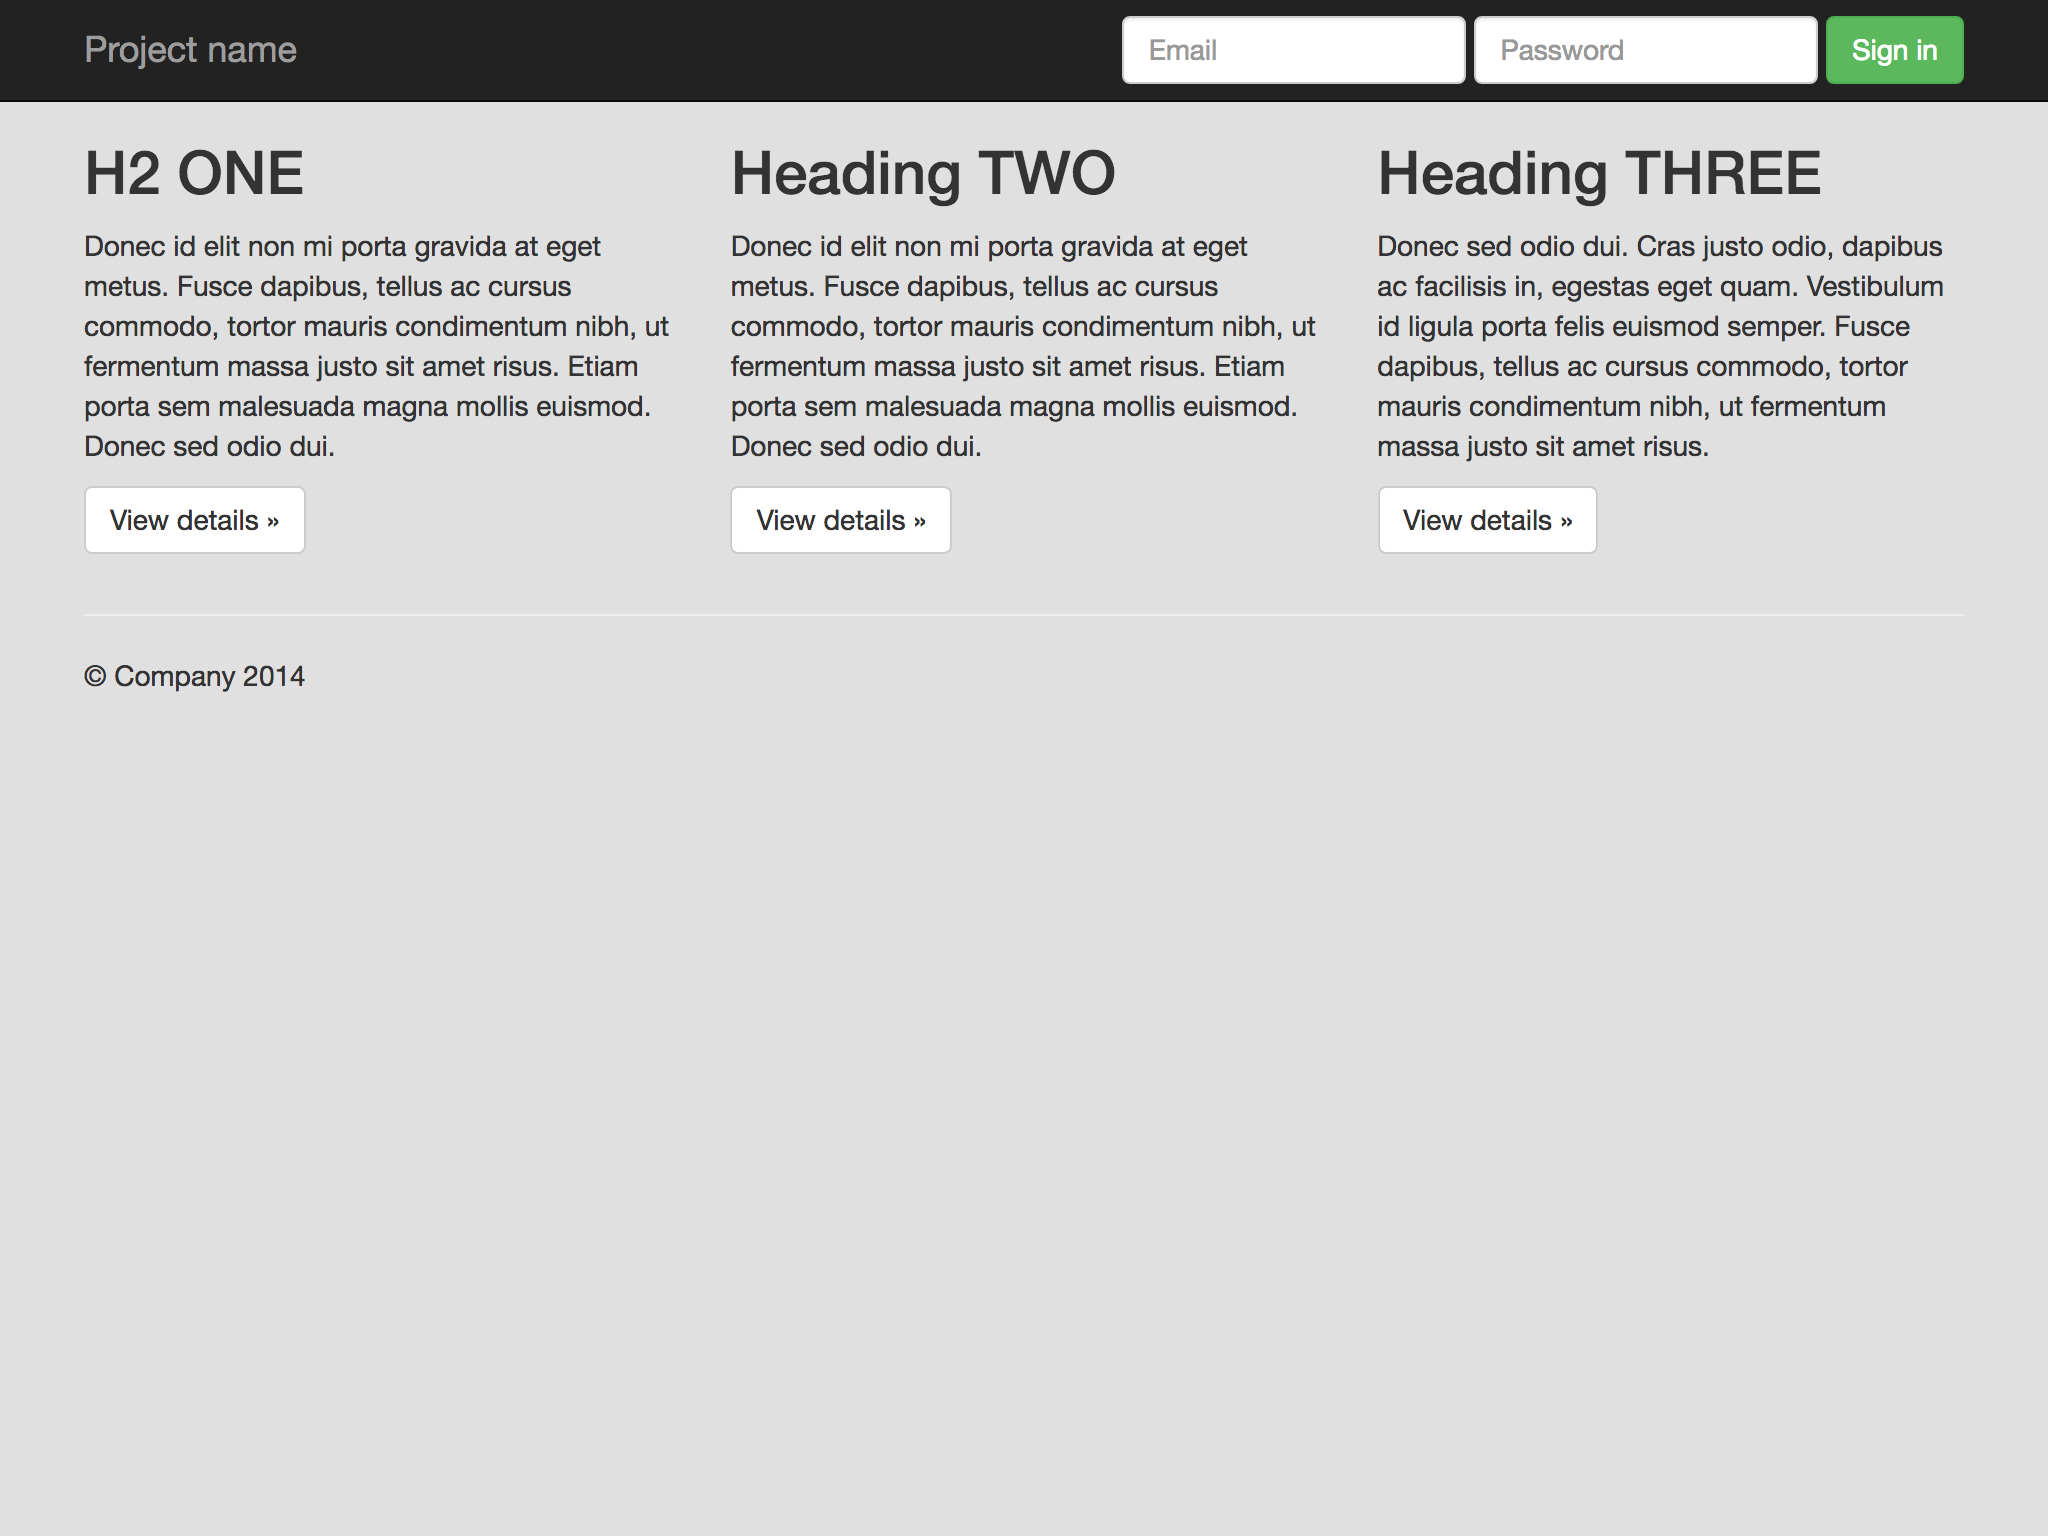 Project name
Email
Password
Sign in
H2 ONE
Donec id elit non mi porta gravida at eget
metus. Fusce dapibus, tellus ac cursus
commodo, tortor mauris condimentum nibh, ut
fermentum massa justo sit amet risus. Etiam
porta sem malesuada magna mollis euismod.
Donec sed odio dui.
View details »
Heading TWO
Donec id elit non mi porta gravida at eget
metus. Fusce dapibus, tellus ac cursus
commodo, tortor mauris condimentum nibh, ut
fermentum massa justo sit amet risus. Etiam
porta sem malesuada magna mollis euismod.
Donec sed odio dui.
View details »
Heading THREE
Donec sed odio dui. Cras justo odio, dapibus
ac facilisis in, egestas eget quam. Vestibulum
id ligula porta felis euismod semper. Fusce
dapibus, tellus ac cursus commodo, tortor
mauris condimentum nibh, ut fermentum
massa justo sit amet risus.
View details »
© Company 2014